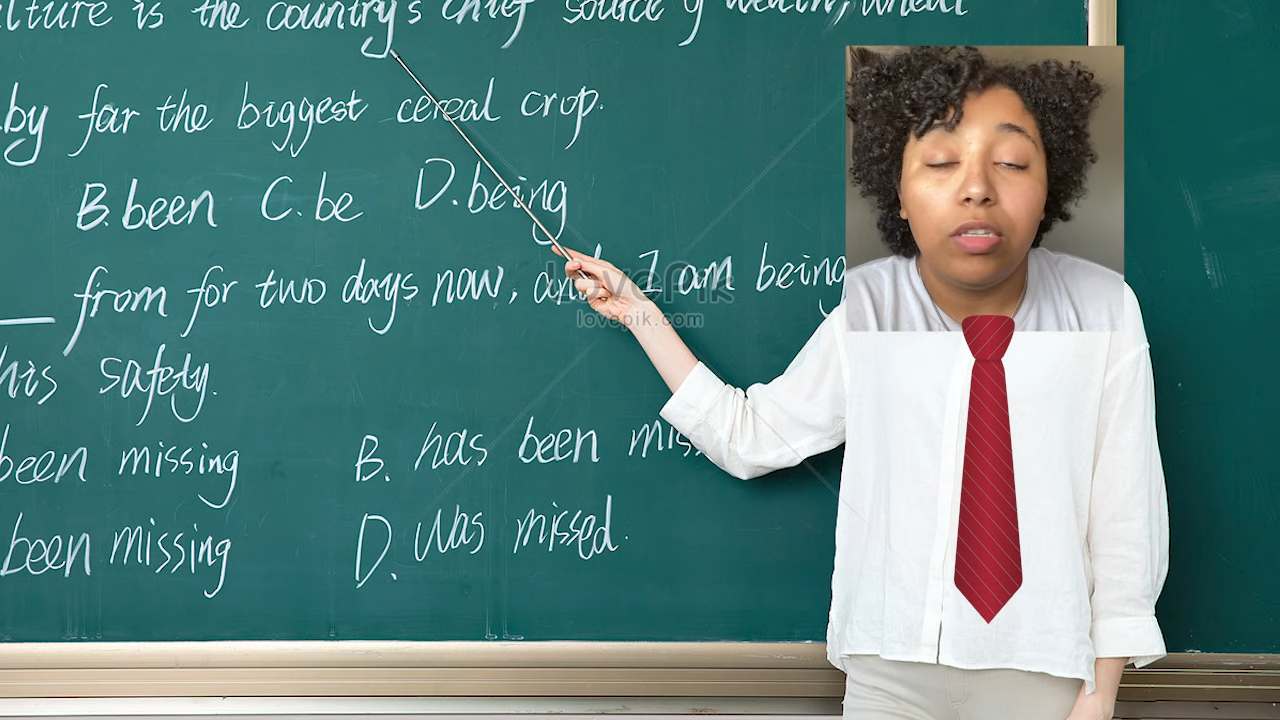 lture is the country's chief source of wealth, wheat
by far the biggest cereal crop.
B. been C. be D. being
from for two days now, and I am being
his safely.
been missing B. has been mis
been missing D. was missed.
lovepik
lovepik.com